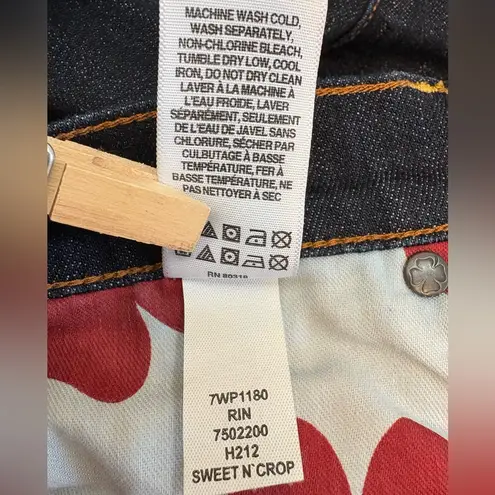 MACHINE WASH COLD,
WASH SEPARATELY,
NON-CHLORINE BLEACH,
TUMBLE DRY LOW, COOL
IRON, DO NOT DRY CLEAN
LAVER À LA MACHINE À
L'EAU FROIDE, LAVER
SÉPARÉMENT, SEULEMENT
DE L'EAU DE JAVEL SANS
CHLORURE, SÉCHER PAR
CULBUTAGE À BASSE
TEMPÉRATURE, FER À
BASSE TEMPÉRATURE, NE
PAS NETTOYER À SEC
RN 80318
7WP1180
RIN
7502200
H212
SWEET N' CROP